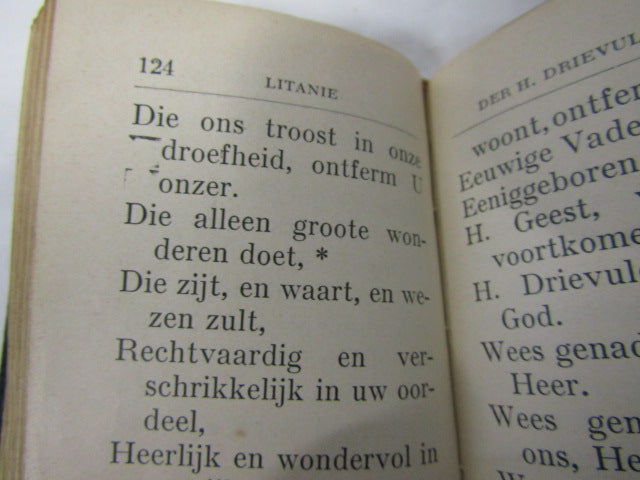 124
LITANIE
Die ons troost in onze
droefheid, ontferm U
onzer.
Die alleen groote won-
deren doet, *
Die zijt, en waart, en we-
zen zult,
Rechtvaardig en ver-
schrikkelijk in uw oor-
deel,
Heerlijk en wondervol in
DER H. DRIEVUL
woont, ontfer
Eeuwige Vade
Eeniggeboren
H. Geest,
voortkome
H. Drievul
God.
Wees genad
Heer.
Wees gen
ons, He